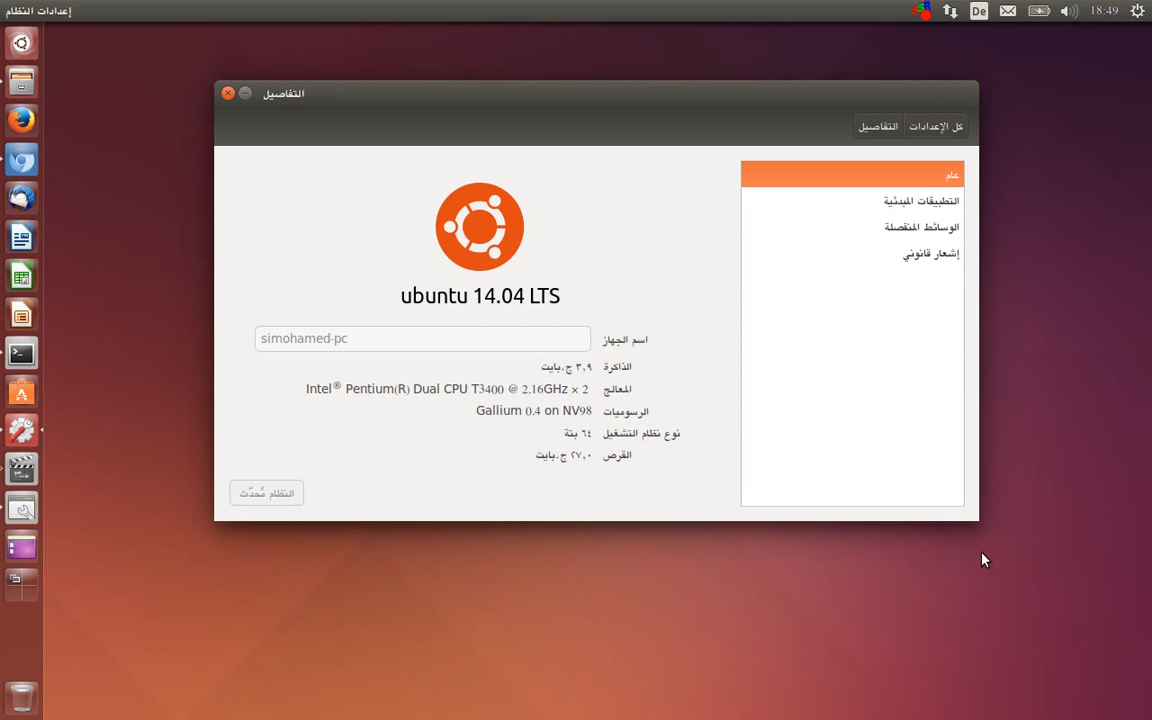 إعدادات النظام
De
18:49
التفاصيل
كل الإعدادات
التفاصيل
عام
التطبيقات المبدئية
الوسائط المنفصلة
إشعار قانوني
ubuntu 14.04 LTS
اسم الجهاز simohamed-pc
الذاكرة ٣,٩ ج.بايت
المعالج Intel® Pentium(R) Dual CPU T3400 @ 2.16GHz × 2
الرسوميات Gallium 0.4 on NV98
نوع نظام التشغيل ٦٤ بتة
القرص ٢٧,٠ ج.بايت
النظام مُحدّث